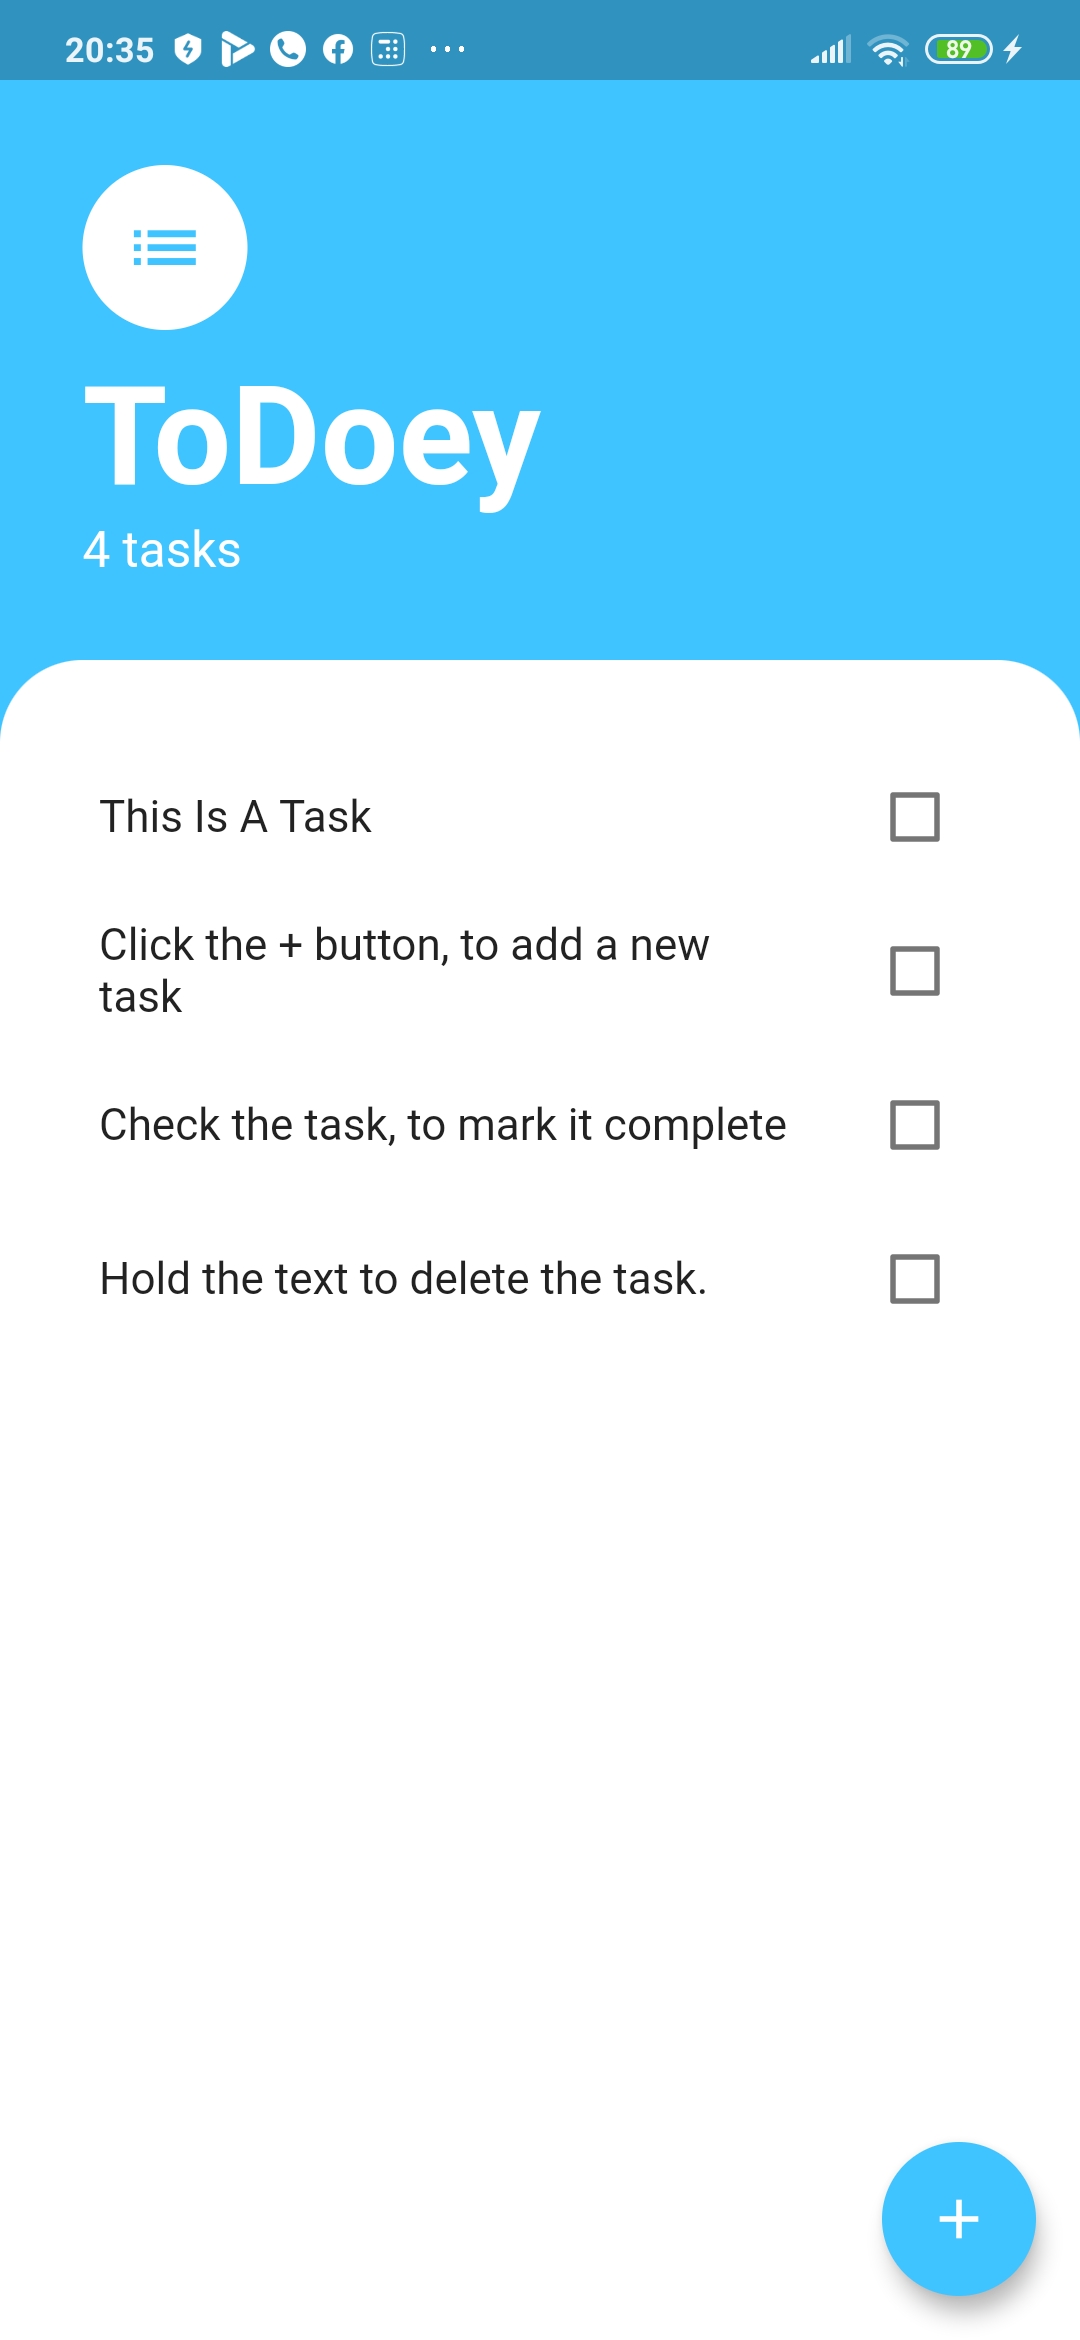 20:35
89
ToDoey
4 tasks
This Is A Task
Click the + button, to add a new
task
Check the task, to mark it complete
Hold the text to delete the task.
+